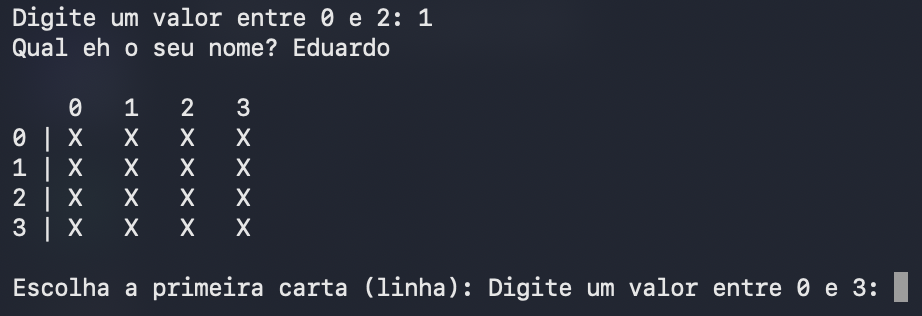 Digite um valor entre 0 e 2: 1
Qual eh o seu nome? Eduardo
0 1 2 3
0 | X X X X
1 | X X X X
2 | X X X X
3 | X X X X
Escolha a primeira carta (linha): Digite um valor entre 0 e 3: